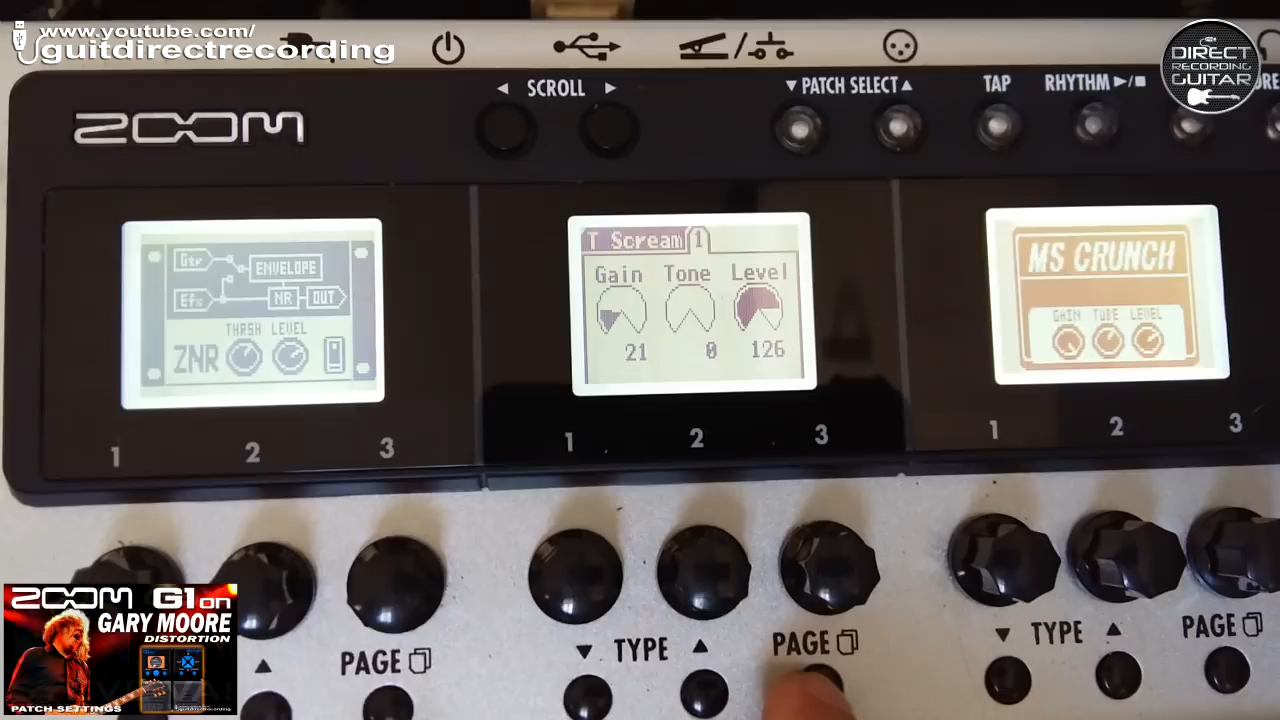 www.youtube.com/
guitdirectrecording
DIRECT
RECORDING
GUITAR
◄ SCROLL ►
▼PATCH SELECT▲
TAP
RHYTHM ►/■
ZOOM
Gtr
ENVELOPE
Efx
NR
OUT
THRSH LEVEL
ZNR
T Scream 1
Gain Tone Level
21 0 126
MS CRUNCH
GAIN TUBE LEVEL
1 2 3
1 2 3
1 2 3
▲
PAGE
▼ TYPE ▲
PAGE
▼ TYPE ▲
PAGE
ZOOM G1on
GARY MOORE
DISTORTION
PATCH SETTINGS